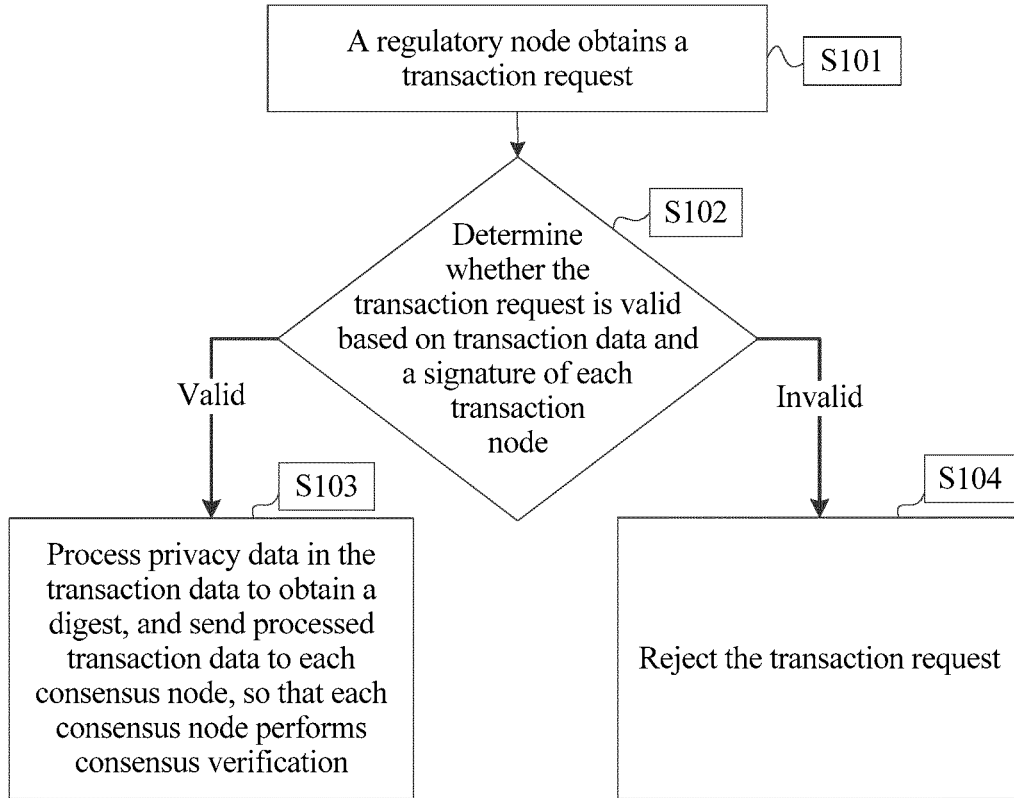 A regulatory node obtains a
transaction request
S101
S102
Determine
whether the
transaction request is valid
based on transaction data and
a signature of each
transaction
node
Valid
Invalid
S103
S104
Process privacy data in the
transaction data to obtain a
digest, and send processed
transaction data to each
consensus node, so that each
consensus node performs
consensus verification
Reject the transaction request